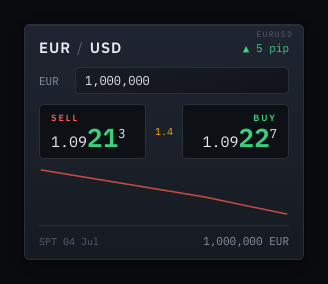 EURUSD
EUR / USD
▲ 5 pip
EUR 1,000,000
SELL BUY
1.09213 1.4 1.09227
SPT 04 Jul 1,000,000 EUR